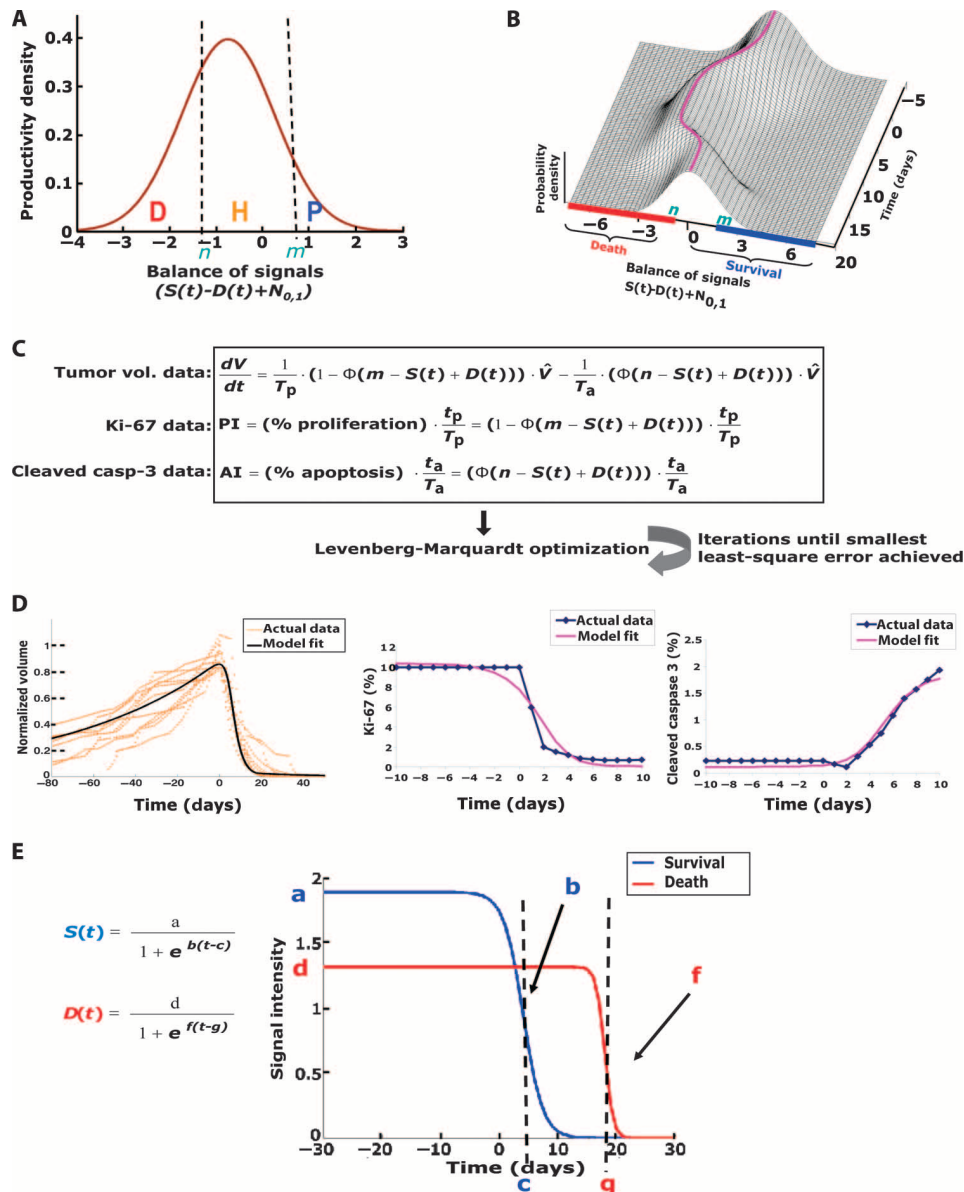 A
Productivity density
0.4
0.3
0.2
0.1
0
D
H
P
−4 −3 −2 −1 0 1 2 3
n
m
Balance of signals
(S(t)-D(t)+N0,1)
B
Probability
density
−6 −3 0 3 6
n
m
Death
Survival
Balance of signals
S(t)-D(t)+N0,1
−5
0
5
10
15
20
Time (days)
C
Tumor vol. data: dV/dt = 1/Tp · (1 − Φ(m − S(t) + D(t))) · V̂ − 1/Ta · (Φ(n − S(t) + D(t))) · V̂
Ki-67 data: PI = (% proliferation) · tp/Tp = (1 − Φ(m − S(t) + D(t))) · tp/Tp
Cleaved casp-3 data: AI = (% apoptosis) · ta/Ta = (Φ(n − S(t) + D(t))) · ta/Ta
Levenberg-Marquardt optimization
Iterations until smallest
least-square error achieved
D
Normalized volume
1
0.8
0.6
0.4
0.2
0
−80 −60 −40 −20 0 20 40
Time (days)
Actual data
Model fit
Ki-67 (%)
12
10
8
6
4
2
0
−10 −8 −6 −4 −2 0 2 4 6 8 10
Time (days)
Actual data
Model fit
Cleaved caspase 3 (%)
2.5
2
1.5
1
0.5
0
−10 −8 −6 −4 −2 0 2 4 6 8 10
Time (days)
Actual data
Model fit
E
S(t) = a / 1 + e b(t-c)
D(t) = d / 1 + e f(t-g)
Survival
Death
Signal intensity
2
1.5
1
0.5
0
a
d
b
f
−30 −20 −10 0 10 20 30
Time (days)
c
g